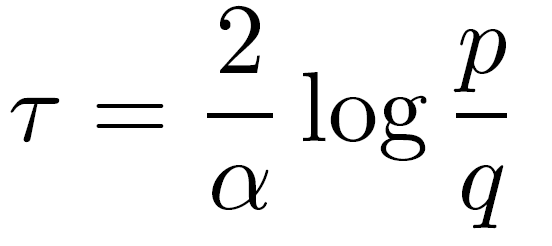 τ = 2/α log p/q